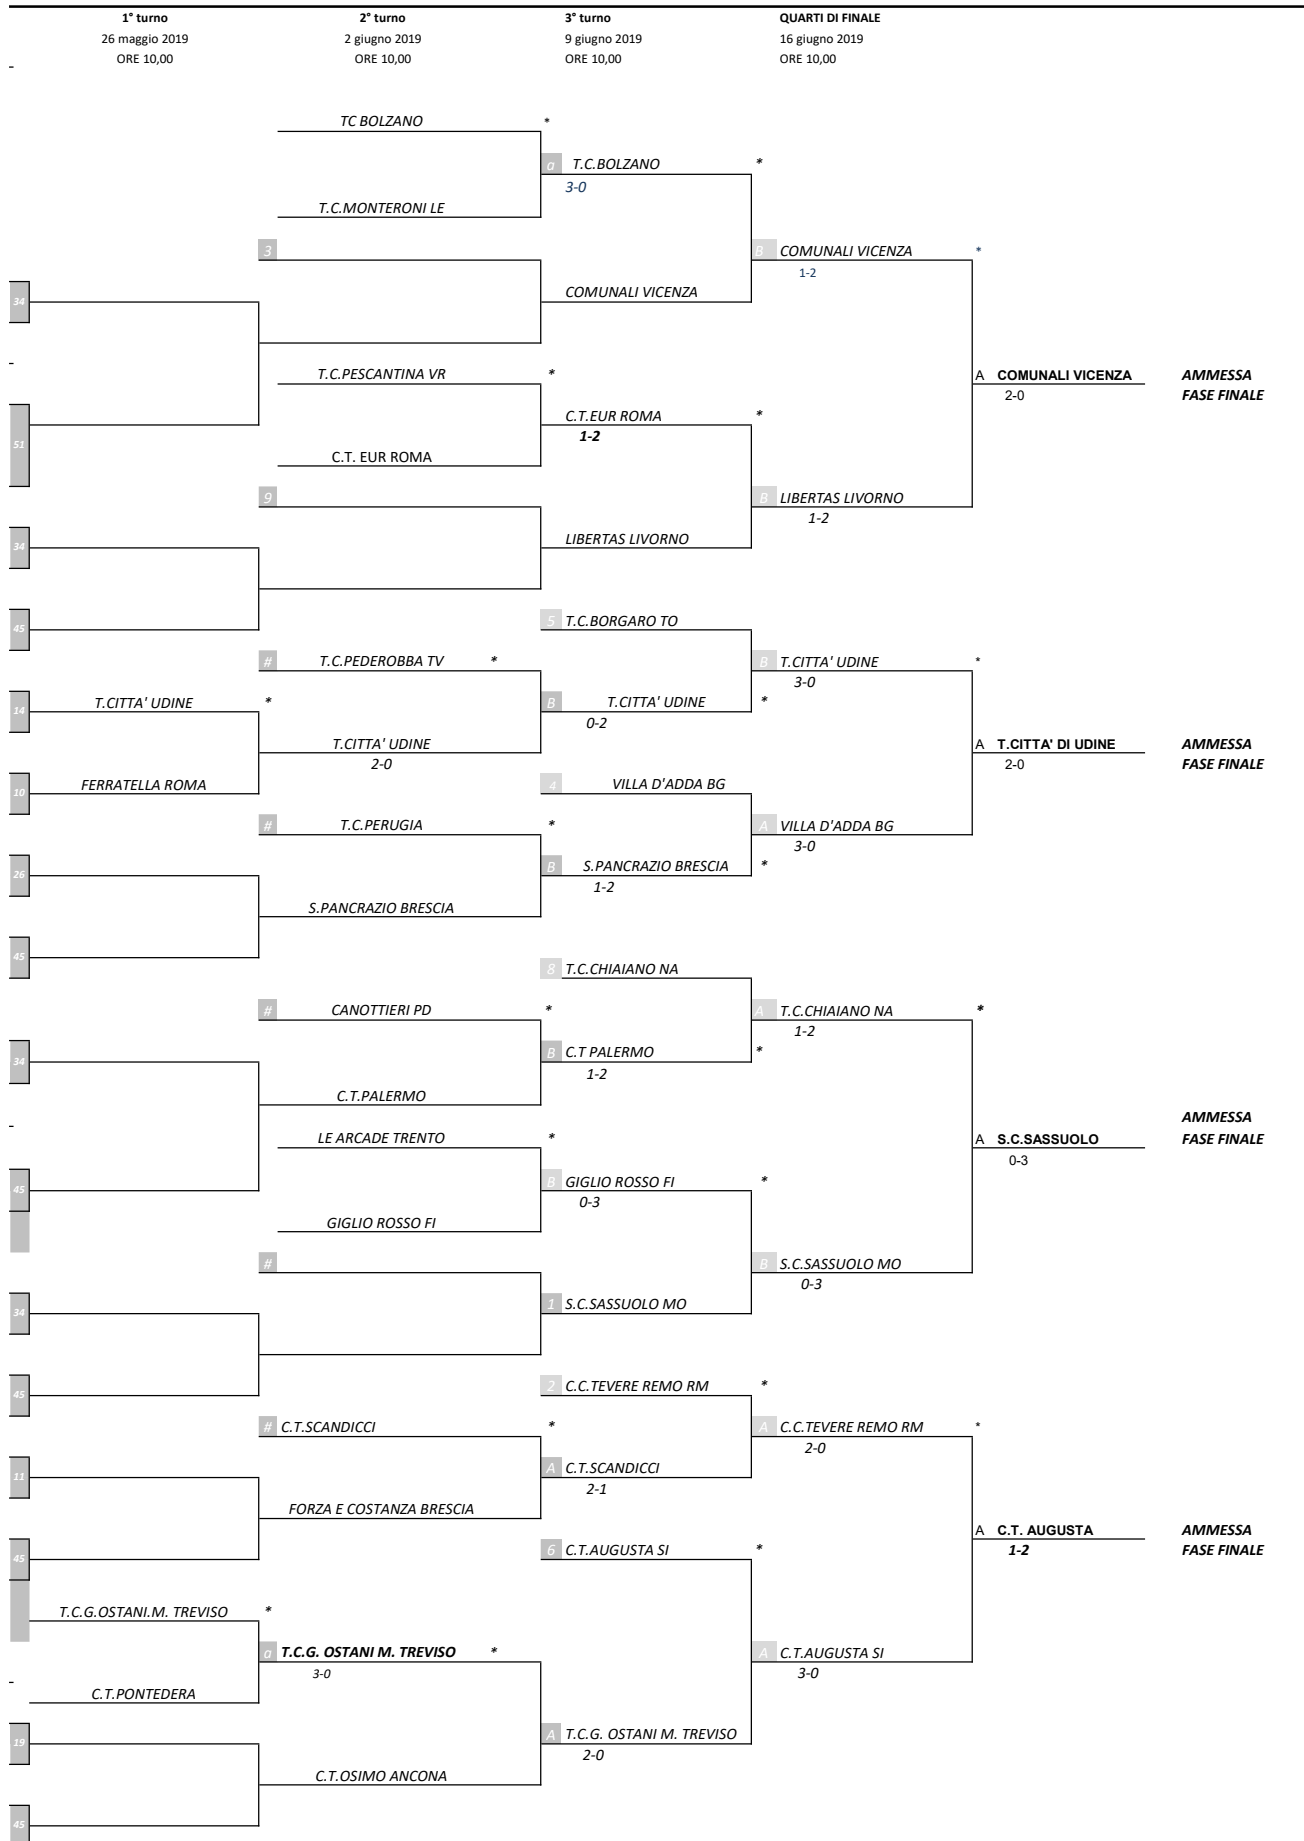 1° turno 2° turno 3° turno QUARTI DI FINALE
26 maggio 2019 2 giugno 2019 9 giugno 2019 16 giugno 2019
ORE 10,00 ORE 10,00 ORE 10,00 ORE 10,00
-
TC BOLZANO *
a T.C.BOLZANO *
3-0
T.C.MONTERONI LE
3 B COMUNALI VICENZA *
1-2
34 COMUNALI VICENZA
-
T.C.PESCANTINA VR * A COMUNALI VICENZA AMMESSA
2-0 FASE FINALE
C.T.EUR ROMA *
51 1-2
C.T. EUR ROMA
9 B LIBERTAS LIVORNO
1-2
34 LIBERTAS LIVORNO
45 5 T.C.BORGARO TO
# T.C.PEDEROBBA TV * B T.CITTA' UDINE *
3-0
14 T.CITTA' UDINE * B T.CITTA' UDINE *
0-2
T.CITTA' UDINE A T.CITTA' DI UDINE AMMESSA
2-0 2-0 FASE FINALE
10 FERRATELLA ROMA 4 VILLA D'ADDA BG
# T.C.PERUGIA * A VILLA D'ADDA BG
3-0
26 B S.PANCRAZIO BRESCIA *
1-2
S.PANCRAZIO BRESCIA
45 8 T.C.CHIAIANO NA
# CANOTTIERI PD * A T.C.CHIAIANO NA *
1-2
34 B C.T PALERMO *
1-2
C.T.PALERMO
- AMMESSA
LE ARCADE TRENTO * A S.C.SASSUOLO FASE FINALE
0-3
45 B GIGLIO ROSSO FI *
0-3
GIGLIO ROSSO FI
# B S.C.SASSUOLO MO
0-3
34 1 S.C.SASSUOLO MO
45 2 C.C.TEVERE REMO RM *
# C.T.SCANDICCI * A C.C.TEVERE REMO RM *
2-0
11 A C.T.SCANDICCI
2-1
FORZA E COSTANZA BRESCIA
A C.T. AUGUSTA AMMESSA
45 6 C.T.AUGUSTA SI * 1-2 FASE FINALE
T.C.G.OSTANI.M. TREVISO *
a T.C.G. OSTANI M. TREVISO * A C.T.AUGUSTA SI
3-0 3-0
-
C.T.PONTEDERA
19 A T.C.G. OSTANI M. TREVISO
2-0
C.T.OSIMO ANCONA
45